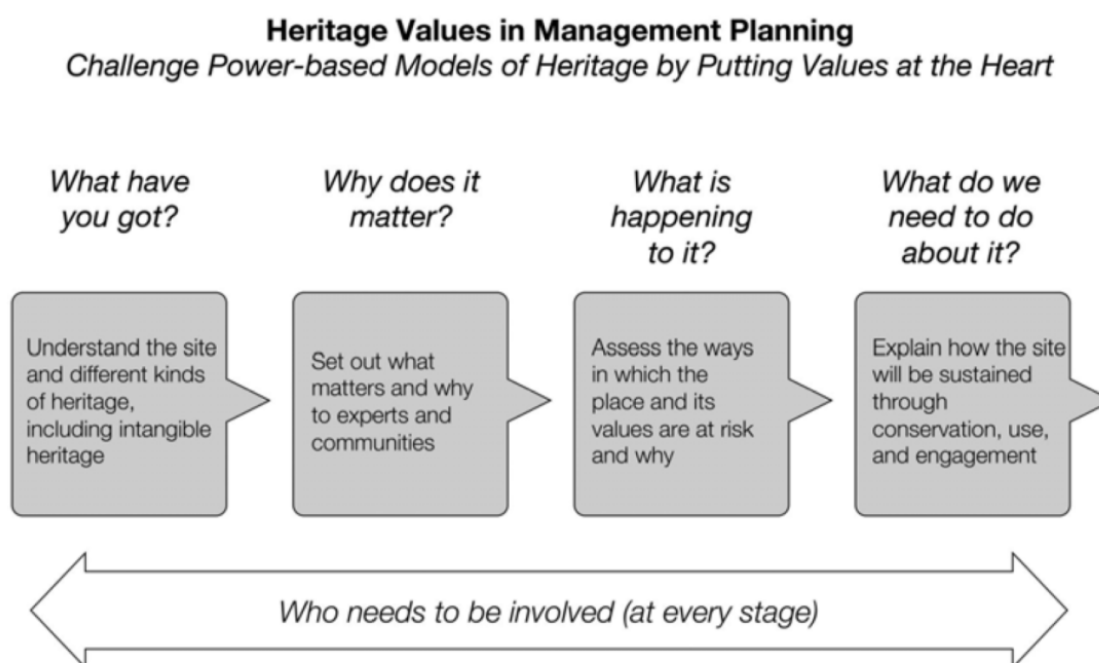 Heritage Values in Management Planning
Challenge Power-based Models of Heritage by Putting Values at the Heart
What have
you got?
Understand the site
and different kinds
of heritage,
including intangible
heritage
Why does it
matter?
Set out what
matters and why
to experts and
communities
What is
happening
to it?
Assess the ways
in which the
place and its
values are at risk
and why
What do we
need to do
about it?
Explain how the site
will be sustained
through
conservation, use,
and engagement
Who needs to be involved (at every stage)